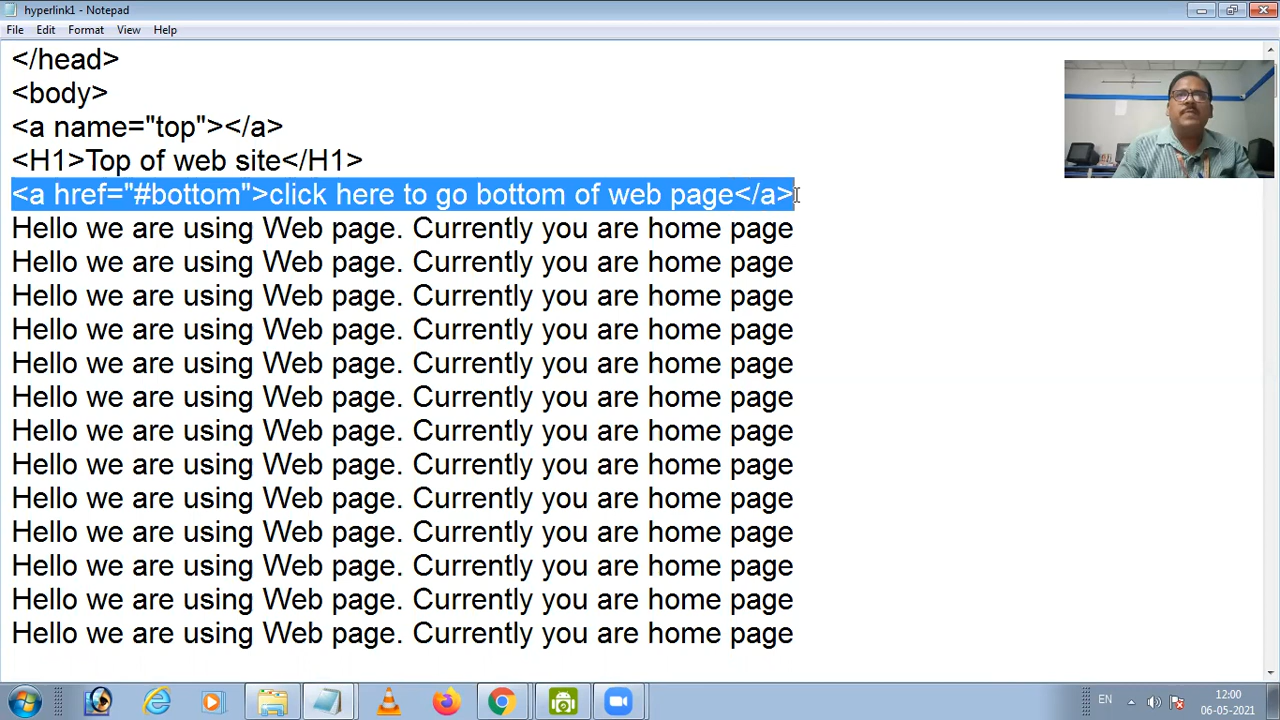 hyperlink1 - Notepad
File Edit Format View Help
</head>
<body>
<a name="top"></a>
<H1>Top of web site</H1>
<a href="#bottom">click here to go bottom of web page</a>
Hello we are using Web page. Currently you are home page
Hello we are using Web page. Currently you are home page
Hello we are using Web page. Currently you are home page
Hello we are using Web page. Currently you are home page
Hello we are using Web page. Currently you are home page
Hello we are using Web page. Currently you are home page
Hello we are using Web page. Currently you are home page
Hello we are using Web page. Currently you are home page
Hello we are using Web page. Currently you are home page
Hello we are using Web page. Currently you are home page
Hello we are using Web page. Currently you are home page
Hello we are using Web page. Currently you are home page
Hello we are using Web page. Currently you are home page
EN
12:00
06-05-2021